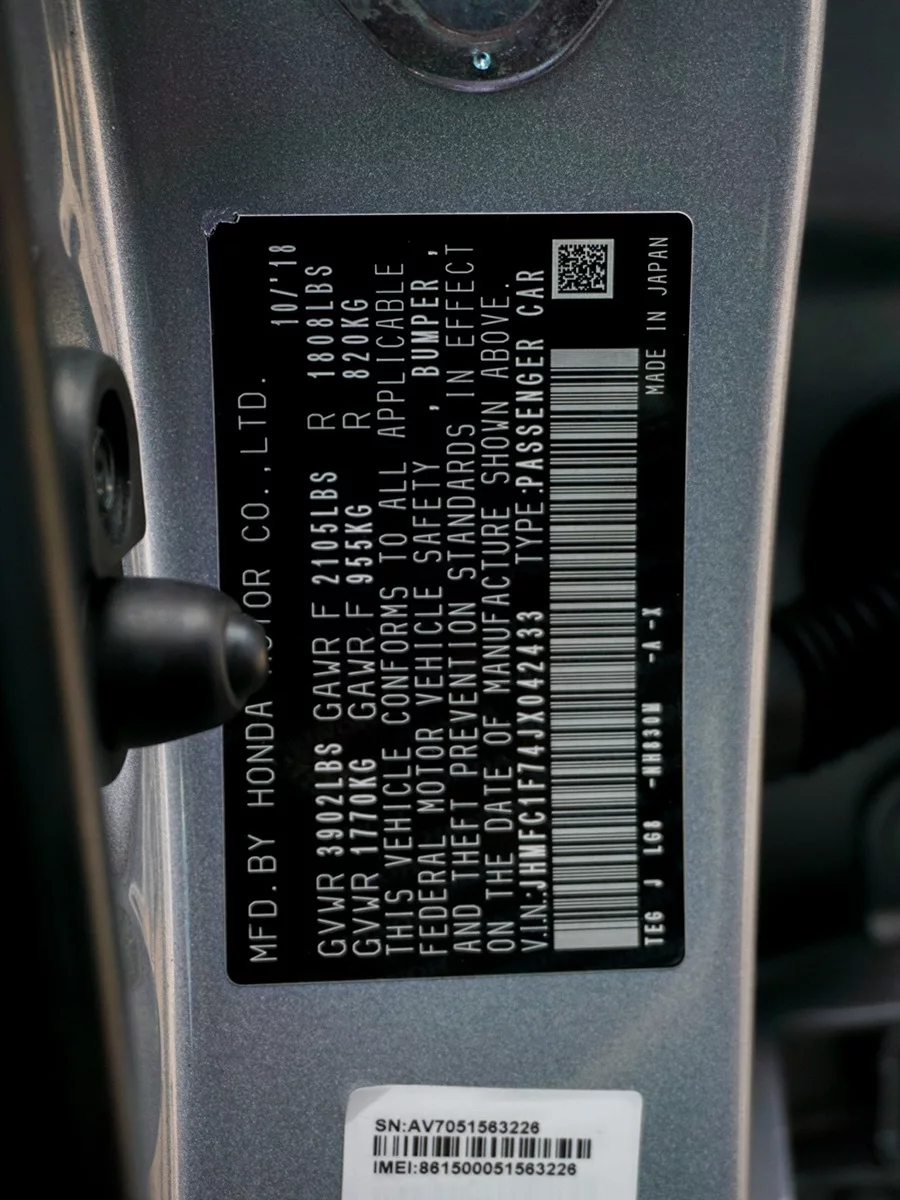 MFD. BY HONDA MOTOR CO., LTD. 10/'18
GVWR 3902LBS GAWR F 2105LBS R 1808LBS
GVWR 1770KG GAWR F 955KG R 820KG
THIS VEHICLE CONFORMS TO ALL APPLICABLE
FEDERAL MOTOR VEHICLE SAFETY , BUMPER ,
AND THEFT PREVENTION STANDARDS IN EFFECT
ON THE DATE OF MANUFACTURE SHOWN ABOVE.
V.I.N.:JHMFC1F74JX042433 TYPE:PASSENGER CAR
TEG J LG8 -NH830M -A -X MADE IN JAPAN
SN:AV7051563226
IMEI:861500051563226